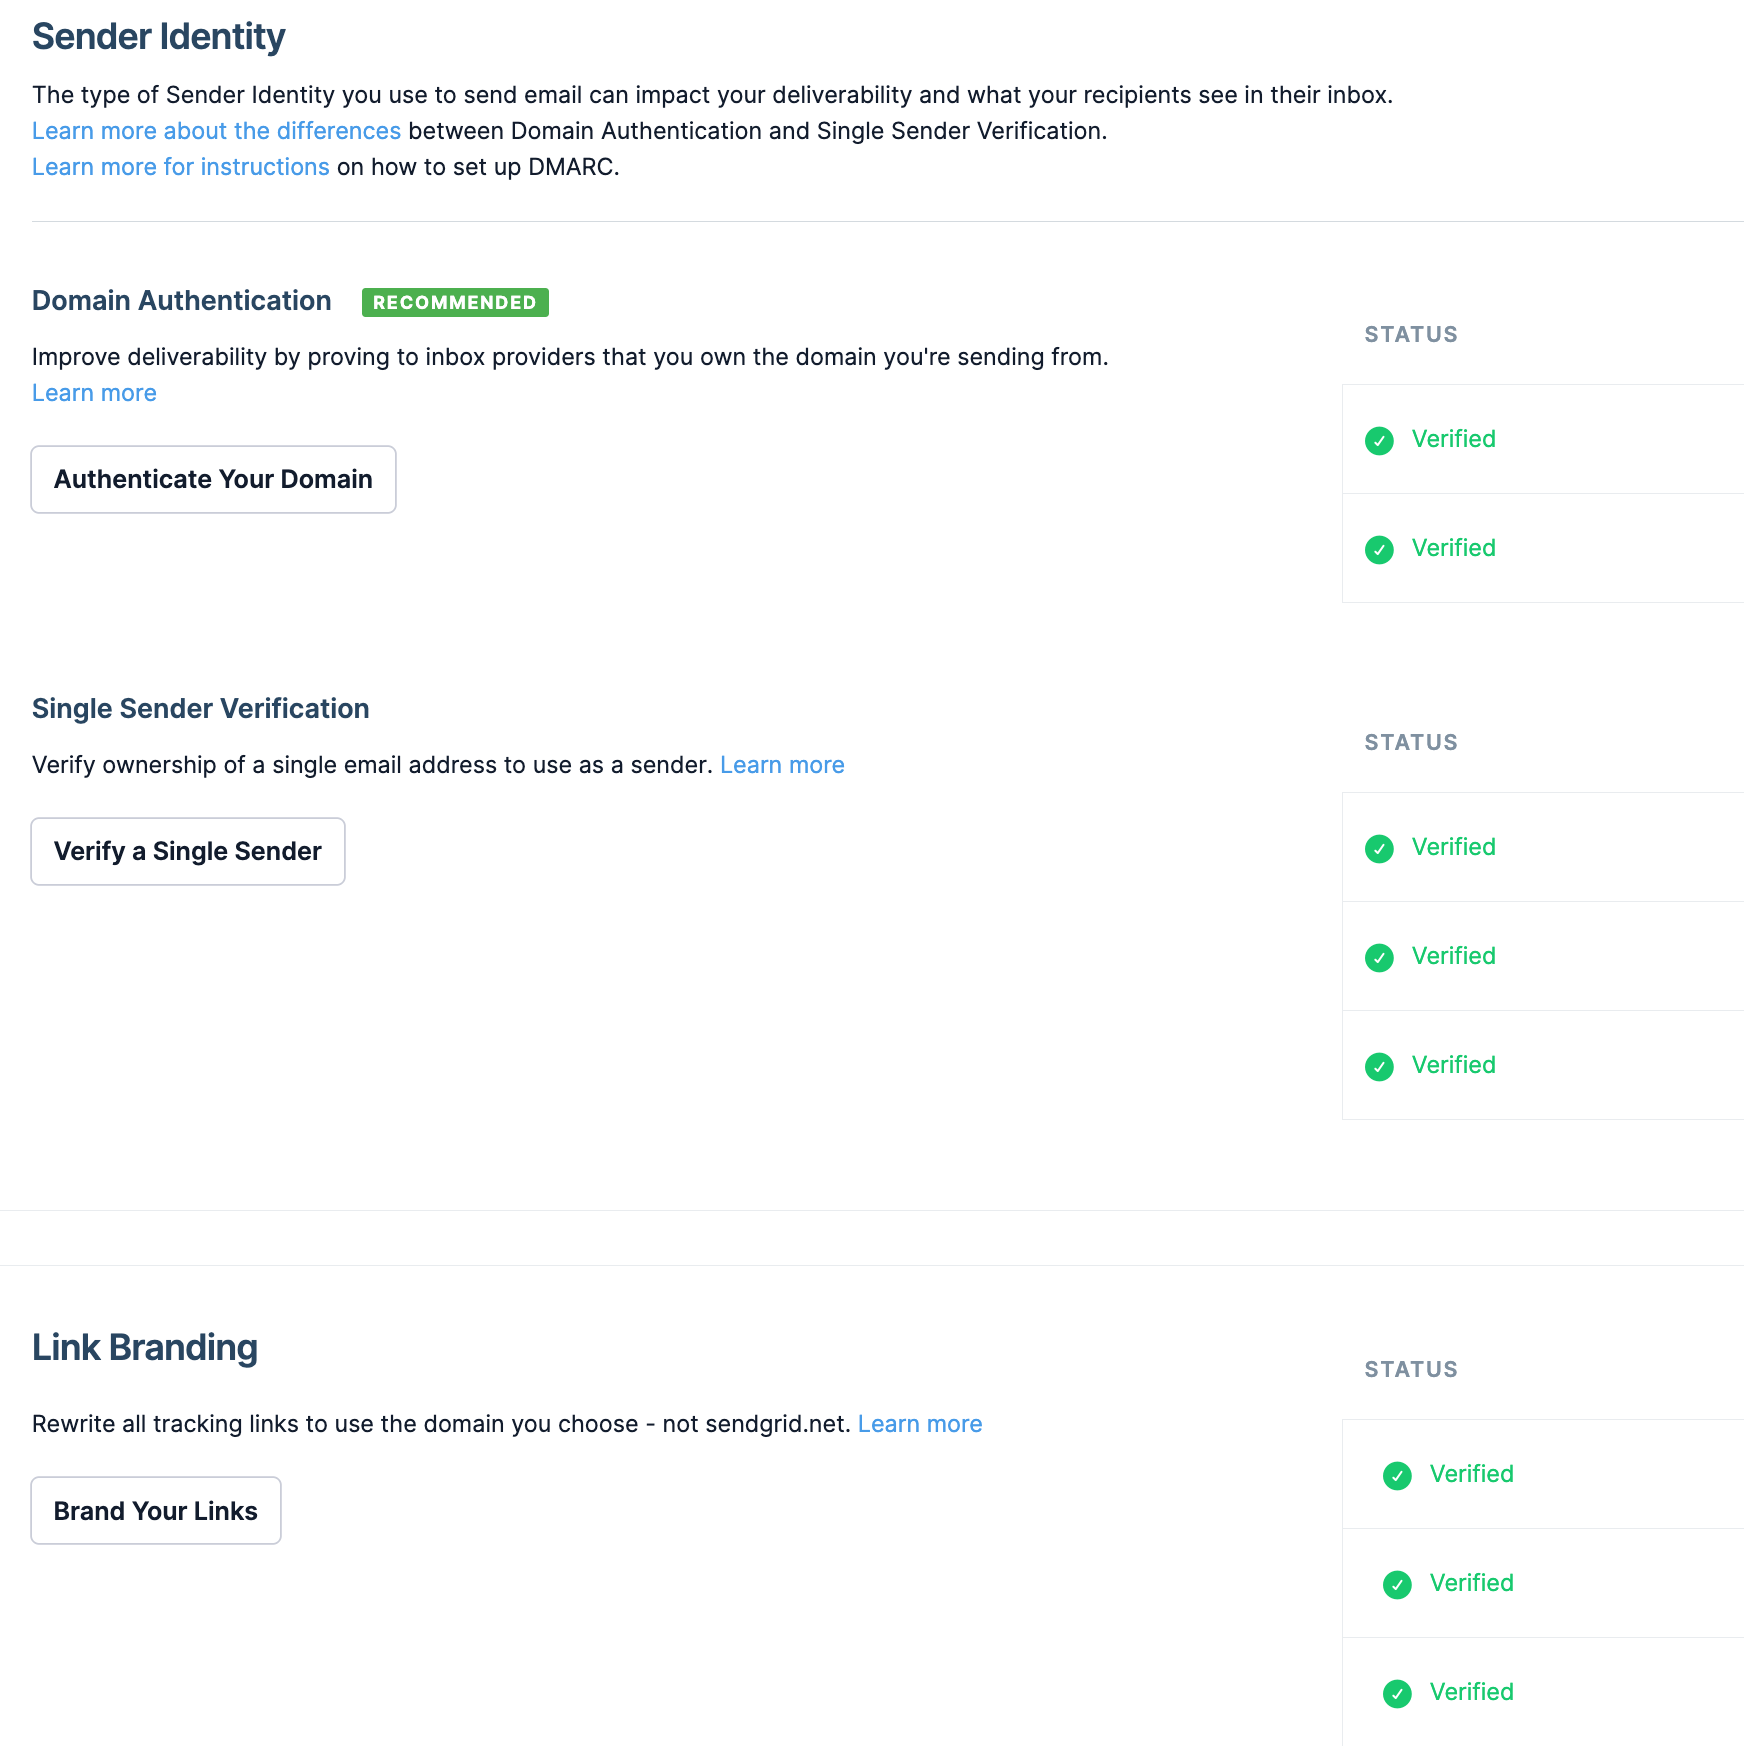 Sender Identity
The type of Sender Identity you use to send email can impact your deliverability and what your recipients see in their inbox.
Learn more about the differences between Domain Authentication and Single Sender Verification.
Learn more for instructions on how to set up DMARC.
Domain Authentication RECOMMENDED
Improve deliverability by proving to inbox providers that you own the domain you're sending from.
Learn more
Authenticate Your Domain
STATUS
Verified
Verified
Single Sender Verification
Verify ownership of a single email address to use as a sender. Learn more
Verify a Single Sender
STATUS
Verified
Verified
Verified
Link Branding
Rewrite all tracking links to use the domain you choose - not sendgrid.net. Learn more
Brand Your Links
STATUS
Verified
Verified
Verified